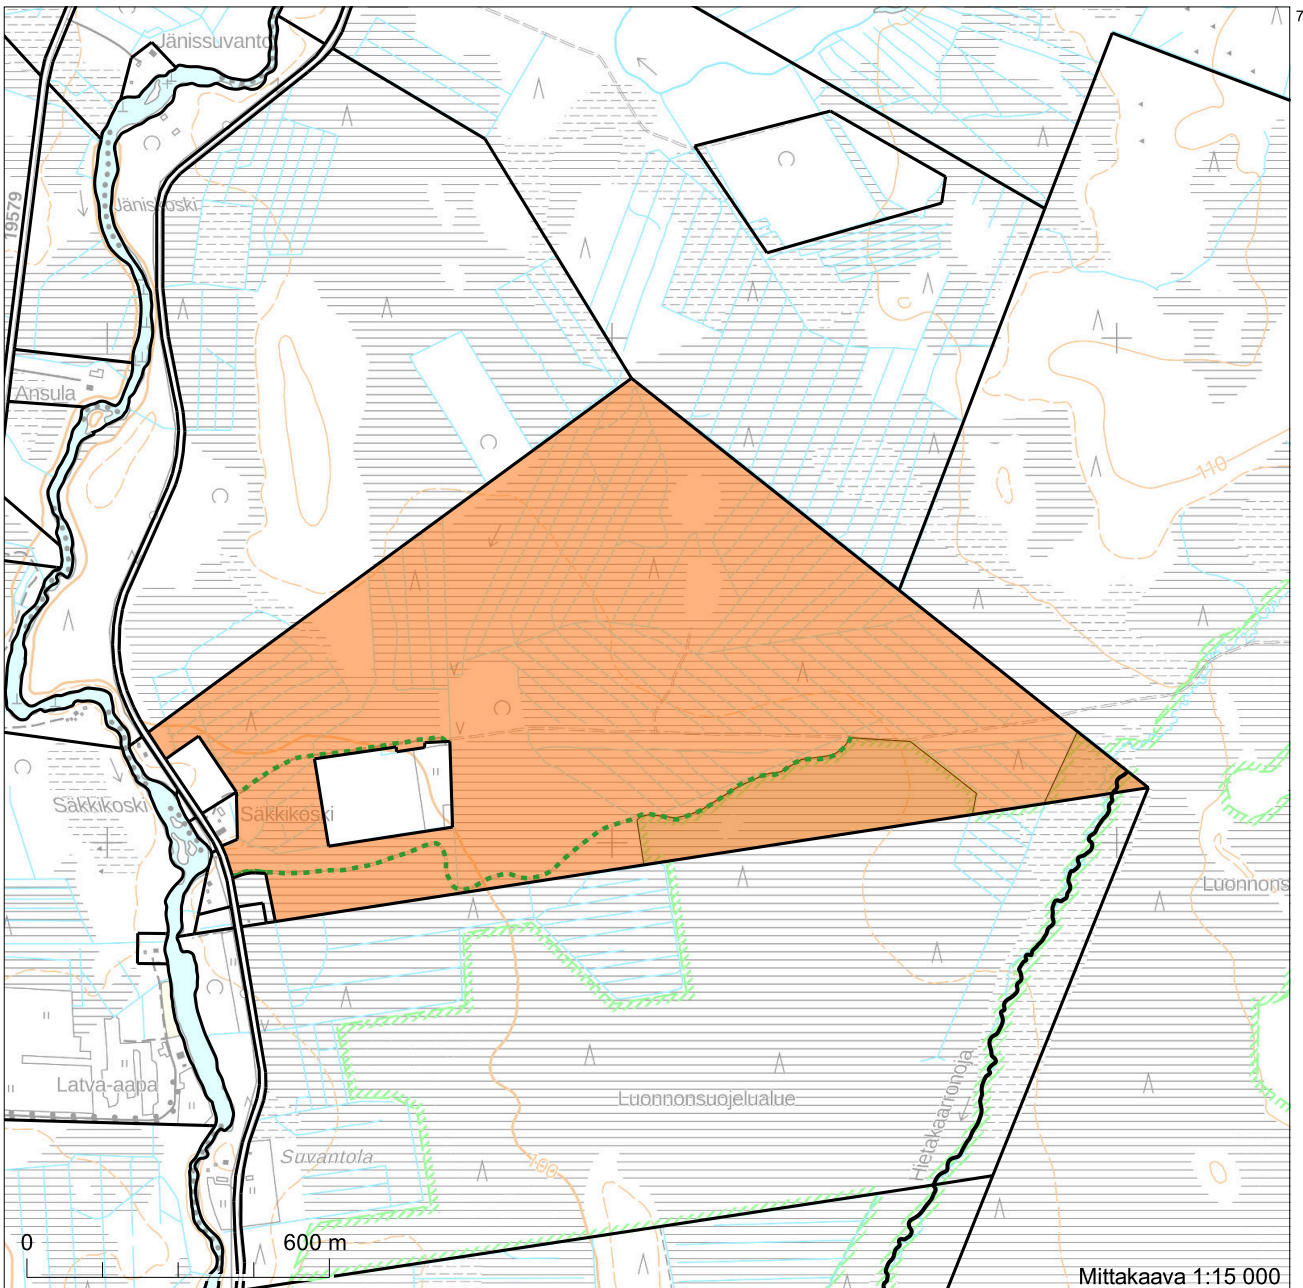 7
Jänissuvanto
19579
Jäniskoski
Ansula
110
Säkkikoski
Säkkikoski
Luonnons
Latva-aapa
Luonnonsuojelualue
Hietakaarronoja
Suvantola
100
0
600 m
Mittakaava 1:15 000